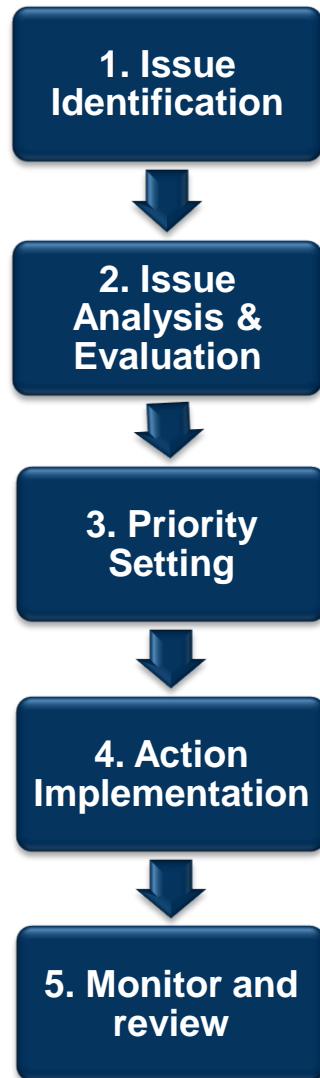 1. Issue
Identification
2. Issue
Analysis &
Evaluation
3. Priority
Setting
4. Action
Implementation
5. Monitor and
review